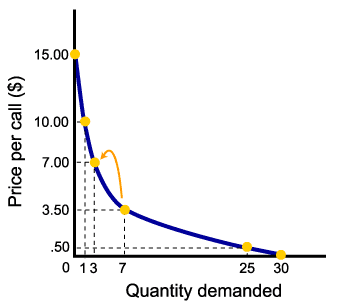 Price per call ($)
15.00
10.00
7.00
3.50
.50
0 1 3 7 25 30
Quantity demanded